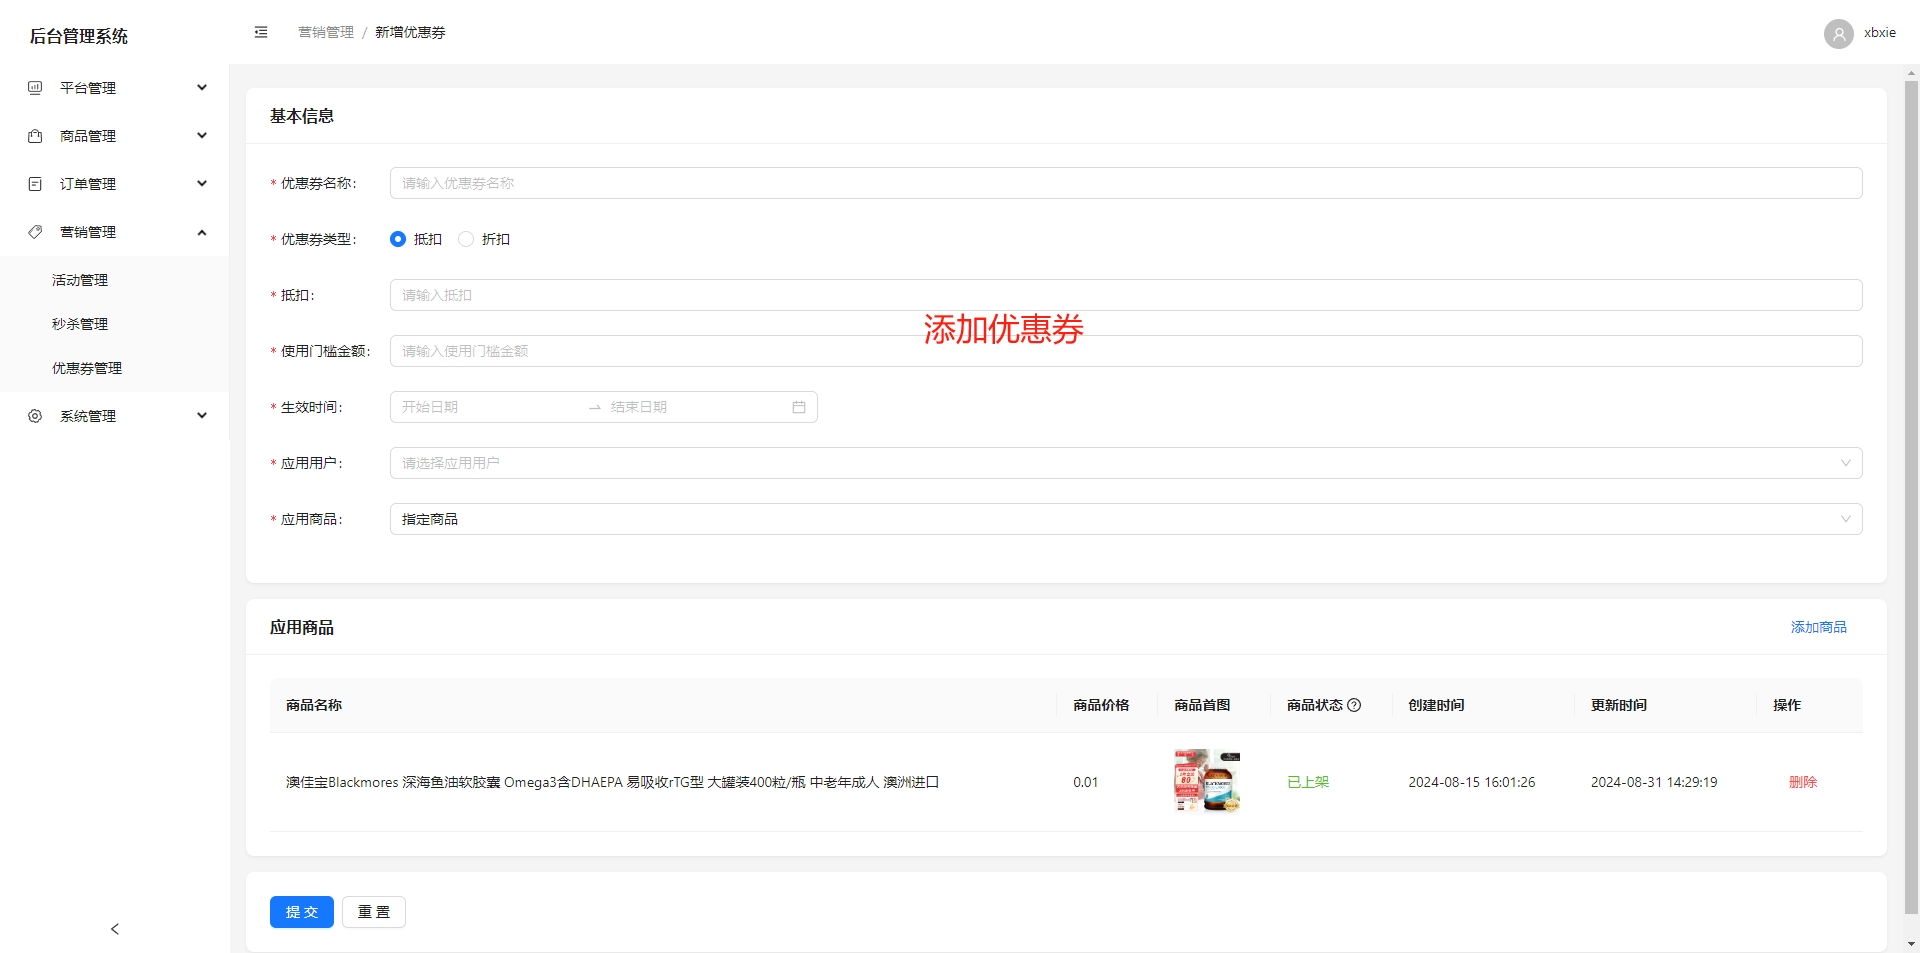 后台管理系统
营销管理 / 新增优惠券
xbxie
平台管理
商品管理
订单管理
营销管理
活动管理
秒杀管理
优惠券管理
系统管理
基本信息
* 优惠券名称: 请输入优惠券名称
* 优惠券类型: 抵扣 折扣
* 抵扣: 请输入抵扣
添加优惠券
* 使用门槛金额: 请输入使用门槛金额
* 生效时间: 开始日期 → 结束日期
* 应用用户: 请选择应用用户
* 应用商品: 指定商品
应用商品 添加商品
商品名称 商品价格 商品首图 商品状态 创建时间 更新时间 操作
澳佳宝Blackmores 深海鱼油软胶囊 Omega3含DHAEPA 易吸收rTG型 大罐装400粒/瓶 中老年成人 澳洲进口 0.01 已上架 2024-08-15 16:01:26 2024-08-31 14:29:19 删除
提 交 重 置